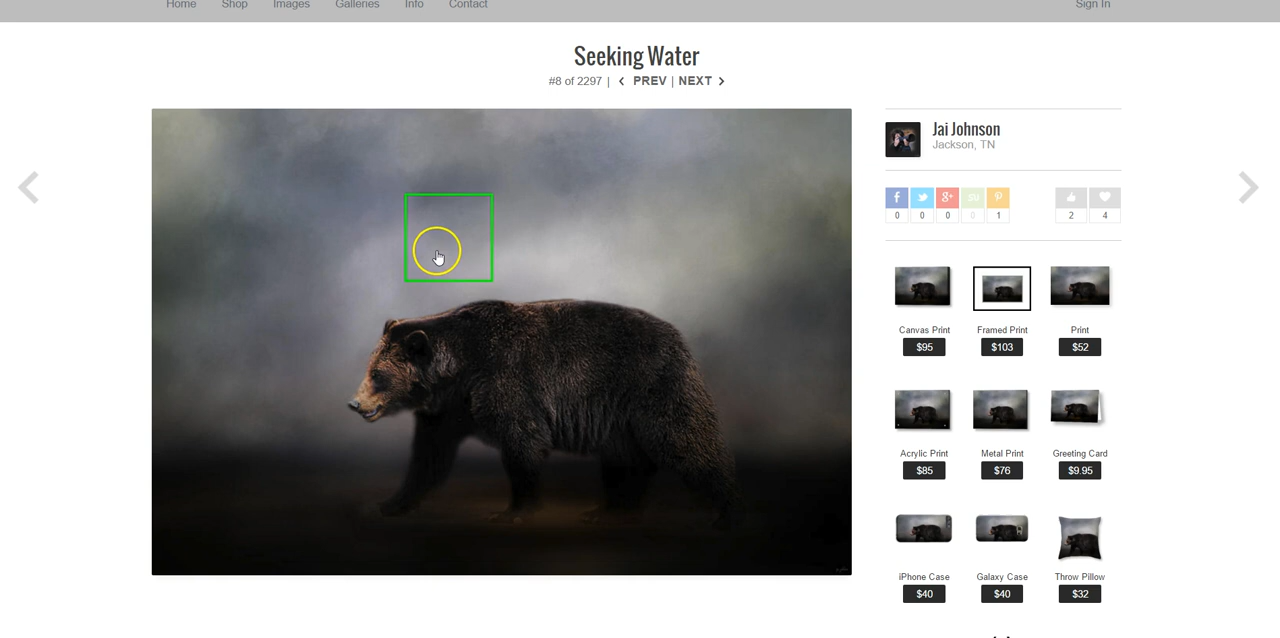 Home Shop Images Galleries Info Contact Sign In
Seeking Water
#8 of 2297 | PREV | NEXT
Jai Johnson
Jackson, TN
0 0 0 0 1 2 4
Canvas Print Framed Print Print
$95 $103 $52
Acrylic Print Metal Print Greeting Card
$85 $76 $9.95
iPhone Case Galaxy Case Throw Pillow
$40 $40 $32